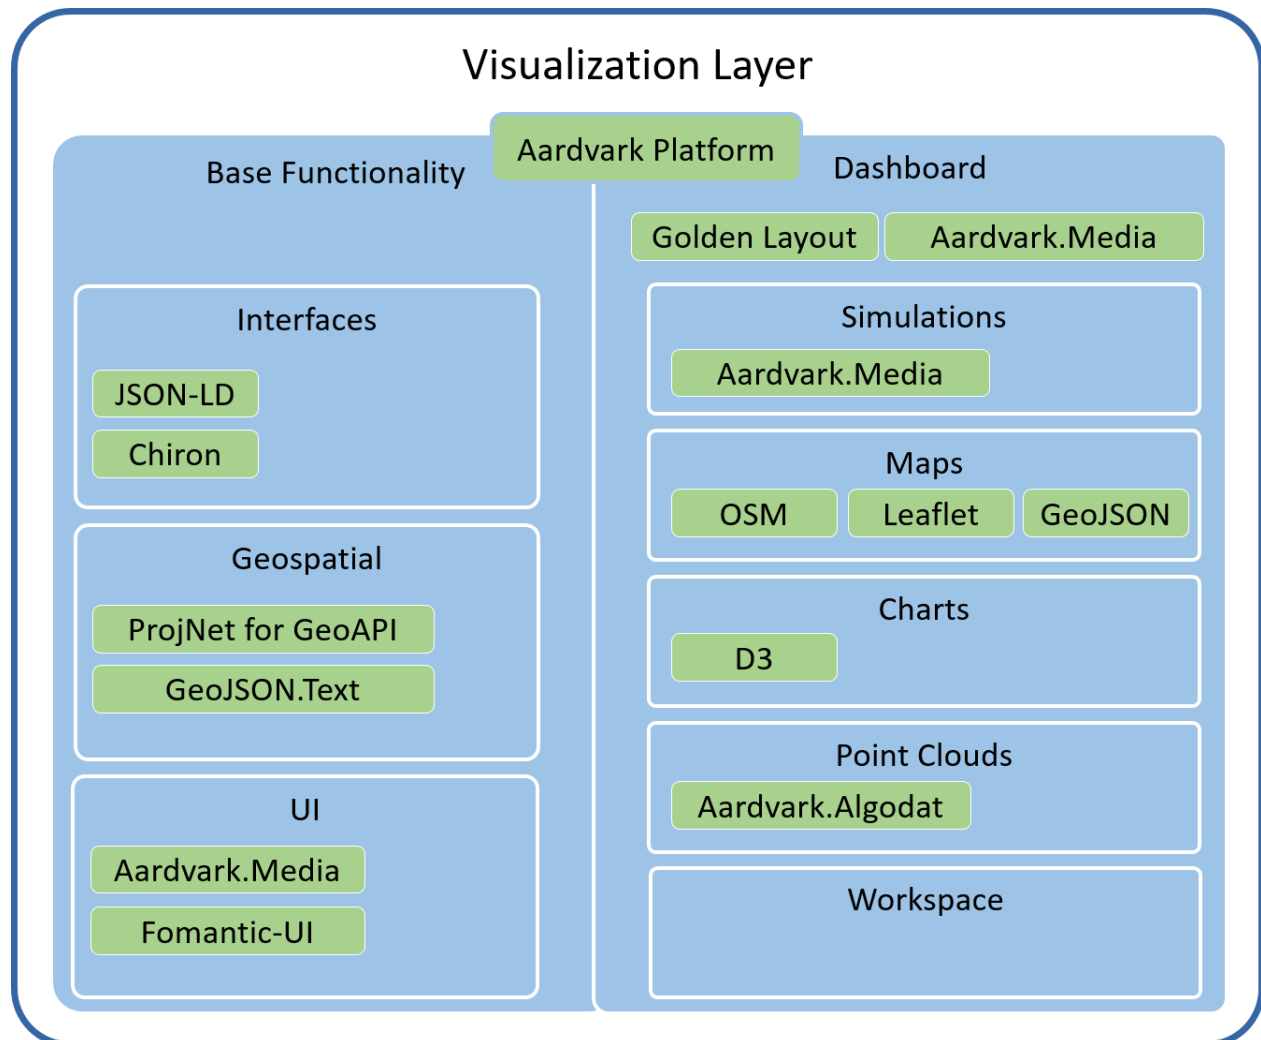 Visualization Layer
Aardvark Platform
Base Functionality
Interfaces
JSON-LD
Chiron
Geospatial
ProjNet for GeoAPI
GeoJSON.Text
UI
Aardvark.Media
Fomantic-UI
Dashboard
Golden Layout
Aardvark.Media
Simulations
Aardvark.Media
Maps
OSM
Leaflet
GeoJSON
Charts
D3
Point Clouds
Aardvark.Algodat
Workspace